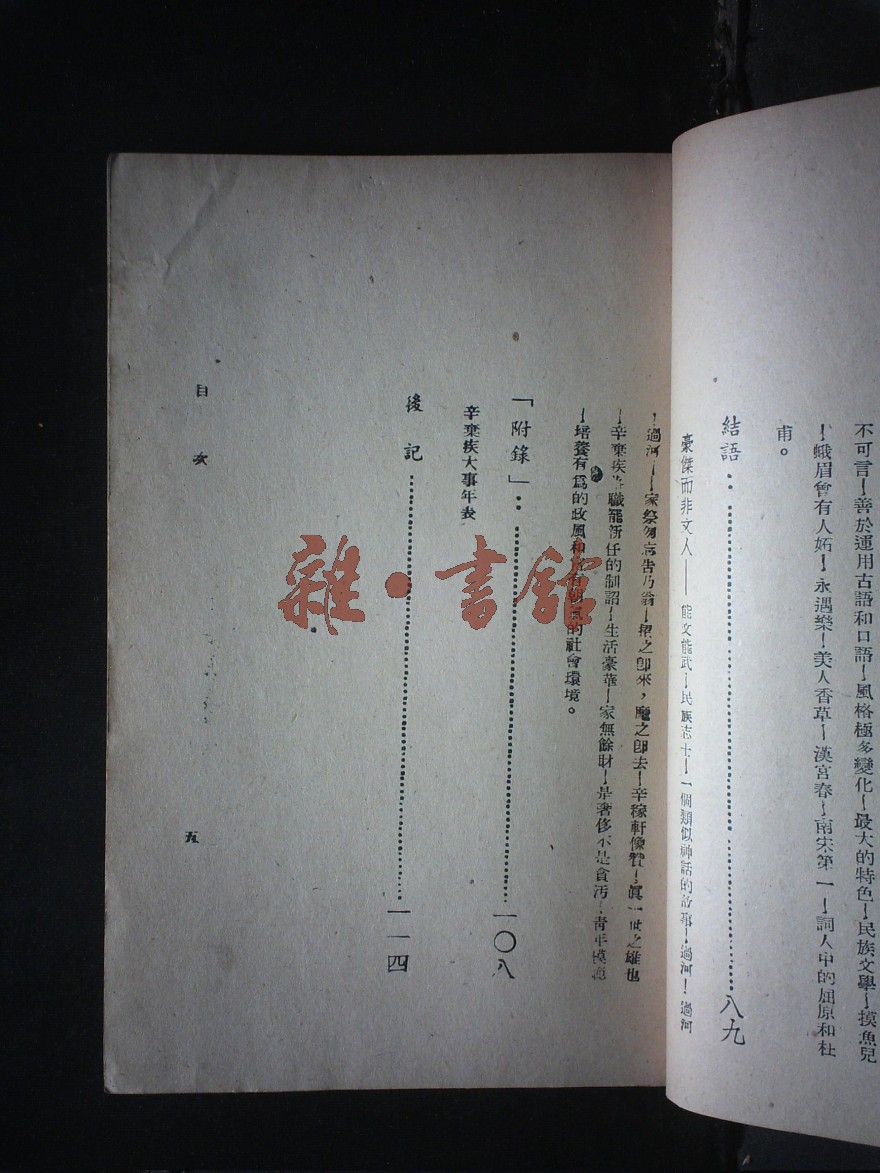 不可言—善於運用古語和口語—風格極多變化—最大的特色—民族文學—摸魚兒
—蛾眉曾有人妬—永遇樂—美人香草—漢宮春—南宋第一—詞人中的屈原和杜
甫。
結語……八九
豪傑而非文人——能文能武—民族志士—一個類似神話的故事—過河！過河
！過河—家祭勿忘告乃翁—招之卽來，麾之卽去—辛稼軒像贊—眞一世之雄也
—辛棄疾職罷新任的制詔—生活豪華—家無餘財—是奢侈不是貪汚—青年模範
—培養有爲的政風和的社會環境。
「附錄」……一〇八
辛棄疾大事年表
後記……一一四
目次
五
雜·書館